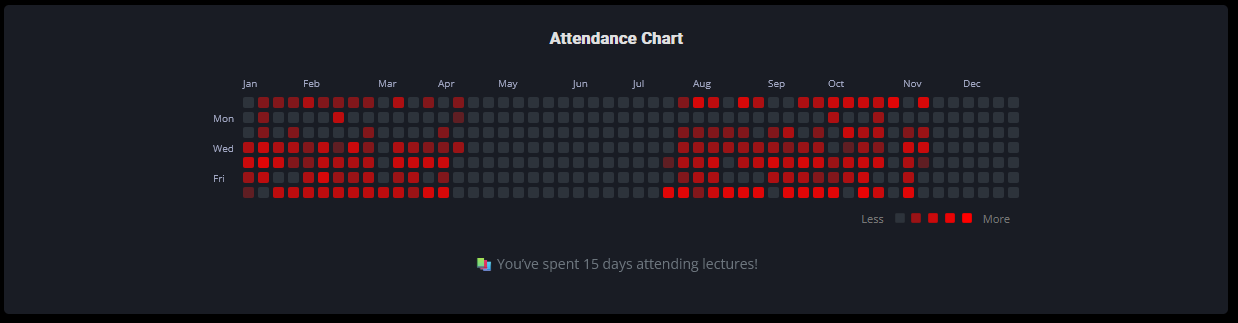 Attendance Chart
Jan Feb Mar Apr May Jun Jul Aug Sep Oct Nov Dec
Mon
Wed
Fri
Less More
You've spent 15 days attending lectures!